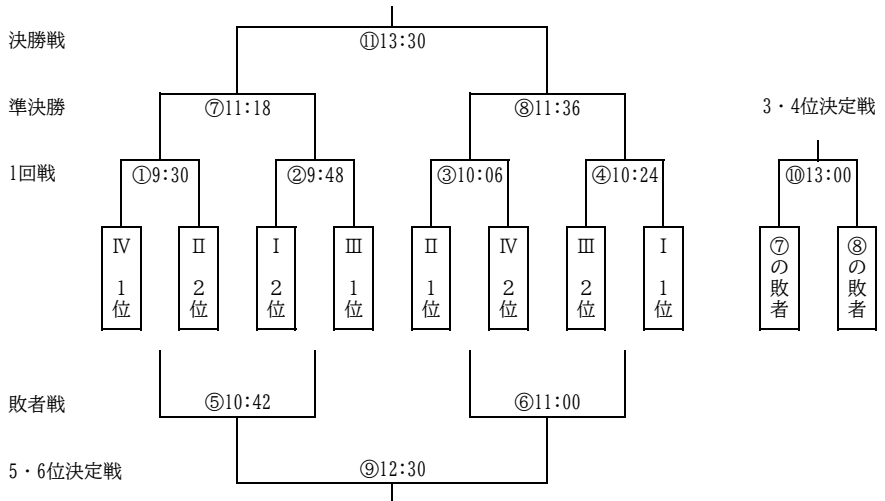 決勝戦 ⑪13:30
準決勝 ⑦11:18 ⑧11:36 3・4位決定戦
1回戦 ①9:30 ②9:48 ③10:06 ④10:24 ⑩13:00
Ⅳ 1位
Ⅱ 2位
Ⅰ 2位
Ⅲ 1位
Ⅱ 1位
Ⅳ 2位
Ⅲ 2位
Ⅰ 1位
⑦の敗者
⑧の敗者
敗者戦 ⑤10:42 ⑥11:00
5・6位決定戦 ⑨12:30